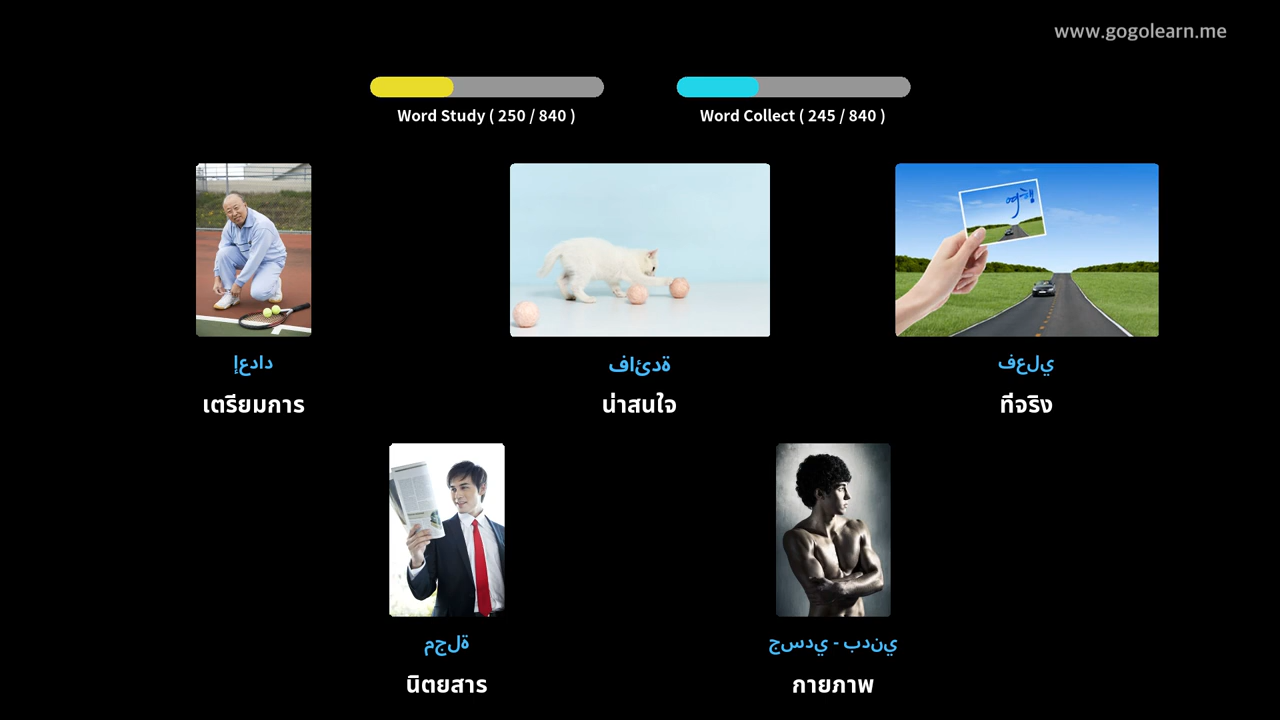 www.gogolearn.me
Word Study ( 250 / 840 )
Word Collect ( 245 / 840 )
여행
إعداد
فائدة
فعلي
เตรียมการ
น่าสนใจ
ที่จริง
مجلة
جسدي - بدني
นิตยสาร
กายภาพ